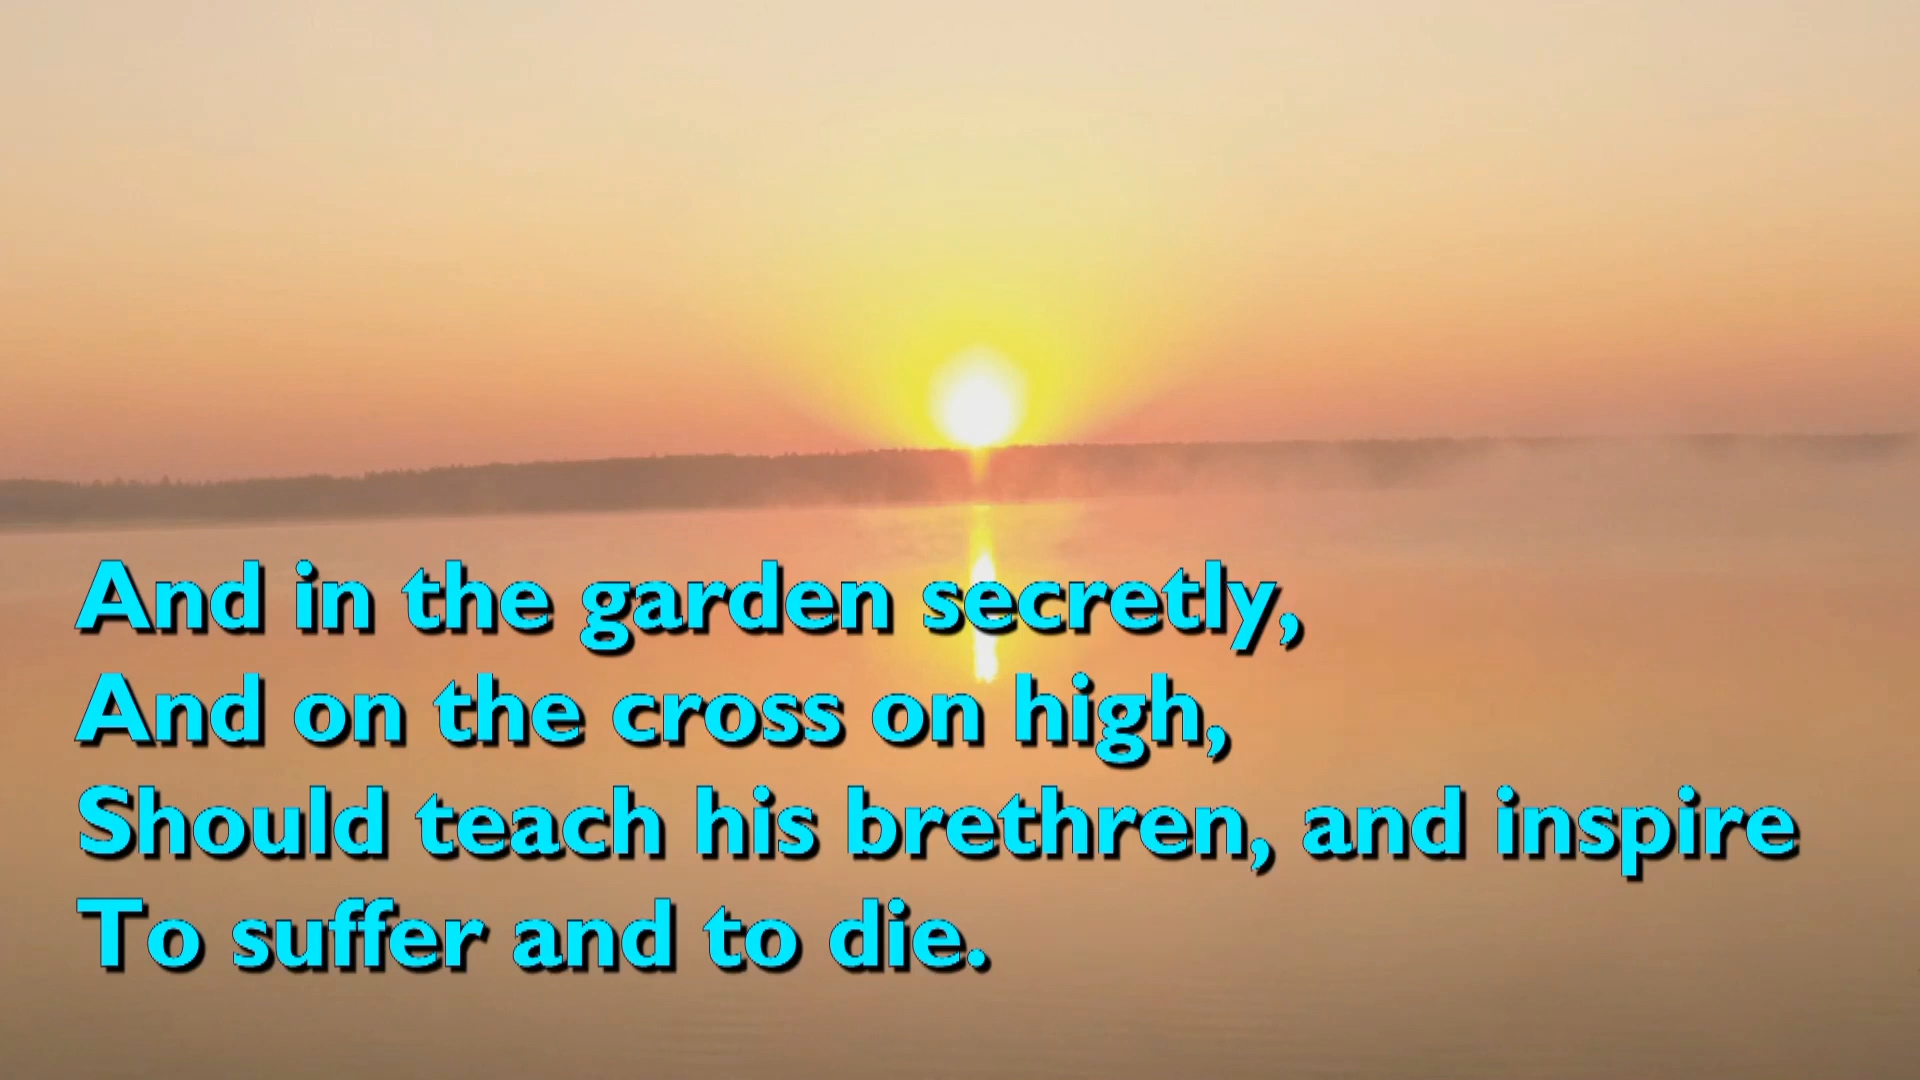 And in the garden secretly,
And on the cross on high,
Should teach his brethren, and inspire
To suffer and to die.